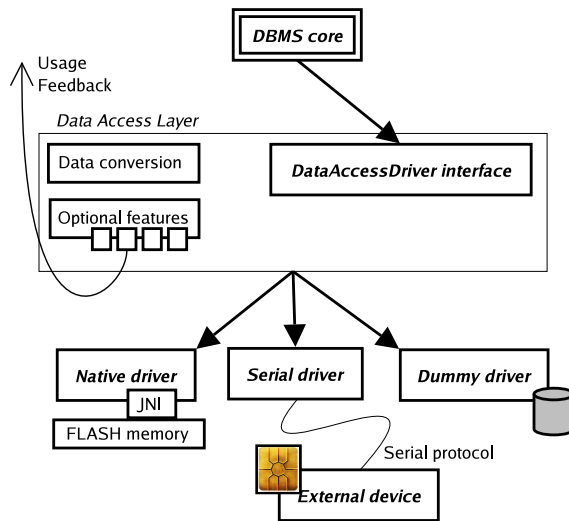 DBMS core
Usage
Feedback
Data Access Layer
Data conversion
DataAccessDriver interface
Optional features
Native driver
Serial driver
Dummy driver
JNI
FLASH memory
Serial protocol
External device